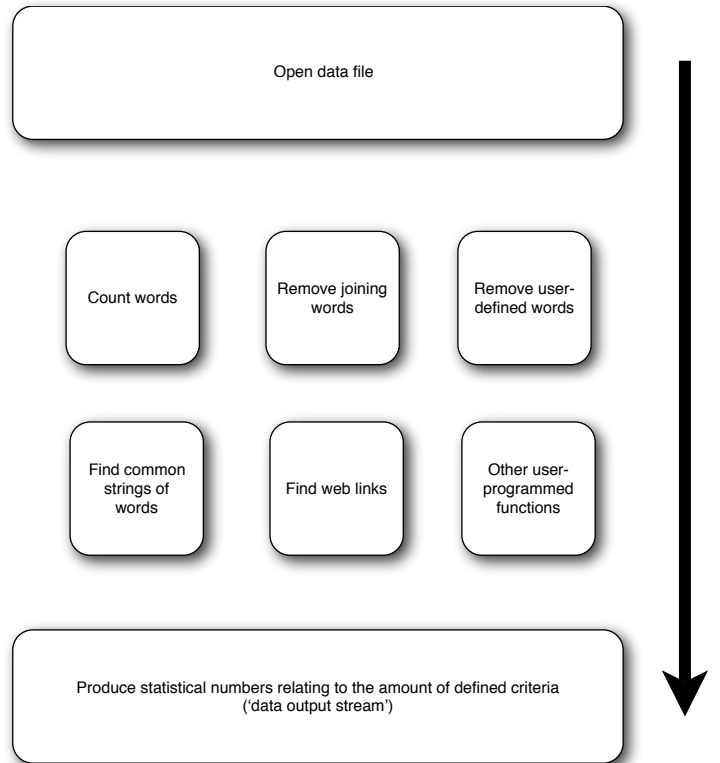 Open data file
Count words
Remove joining
words
Remove user-
defined words
Find common
strings of
words
Find web links
Other user-
programmed
functions
Produce statistical numbers relating to the amount of defined criteria
(‘data output stream’)